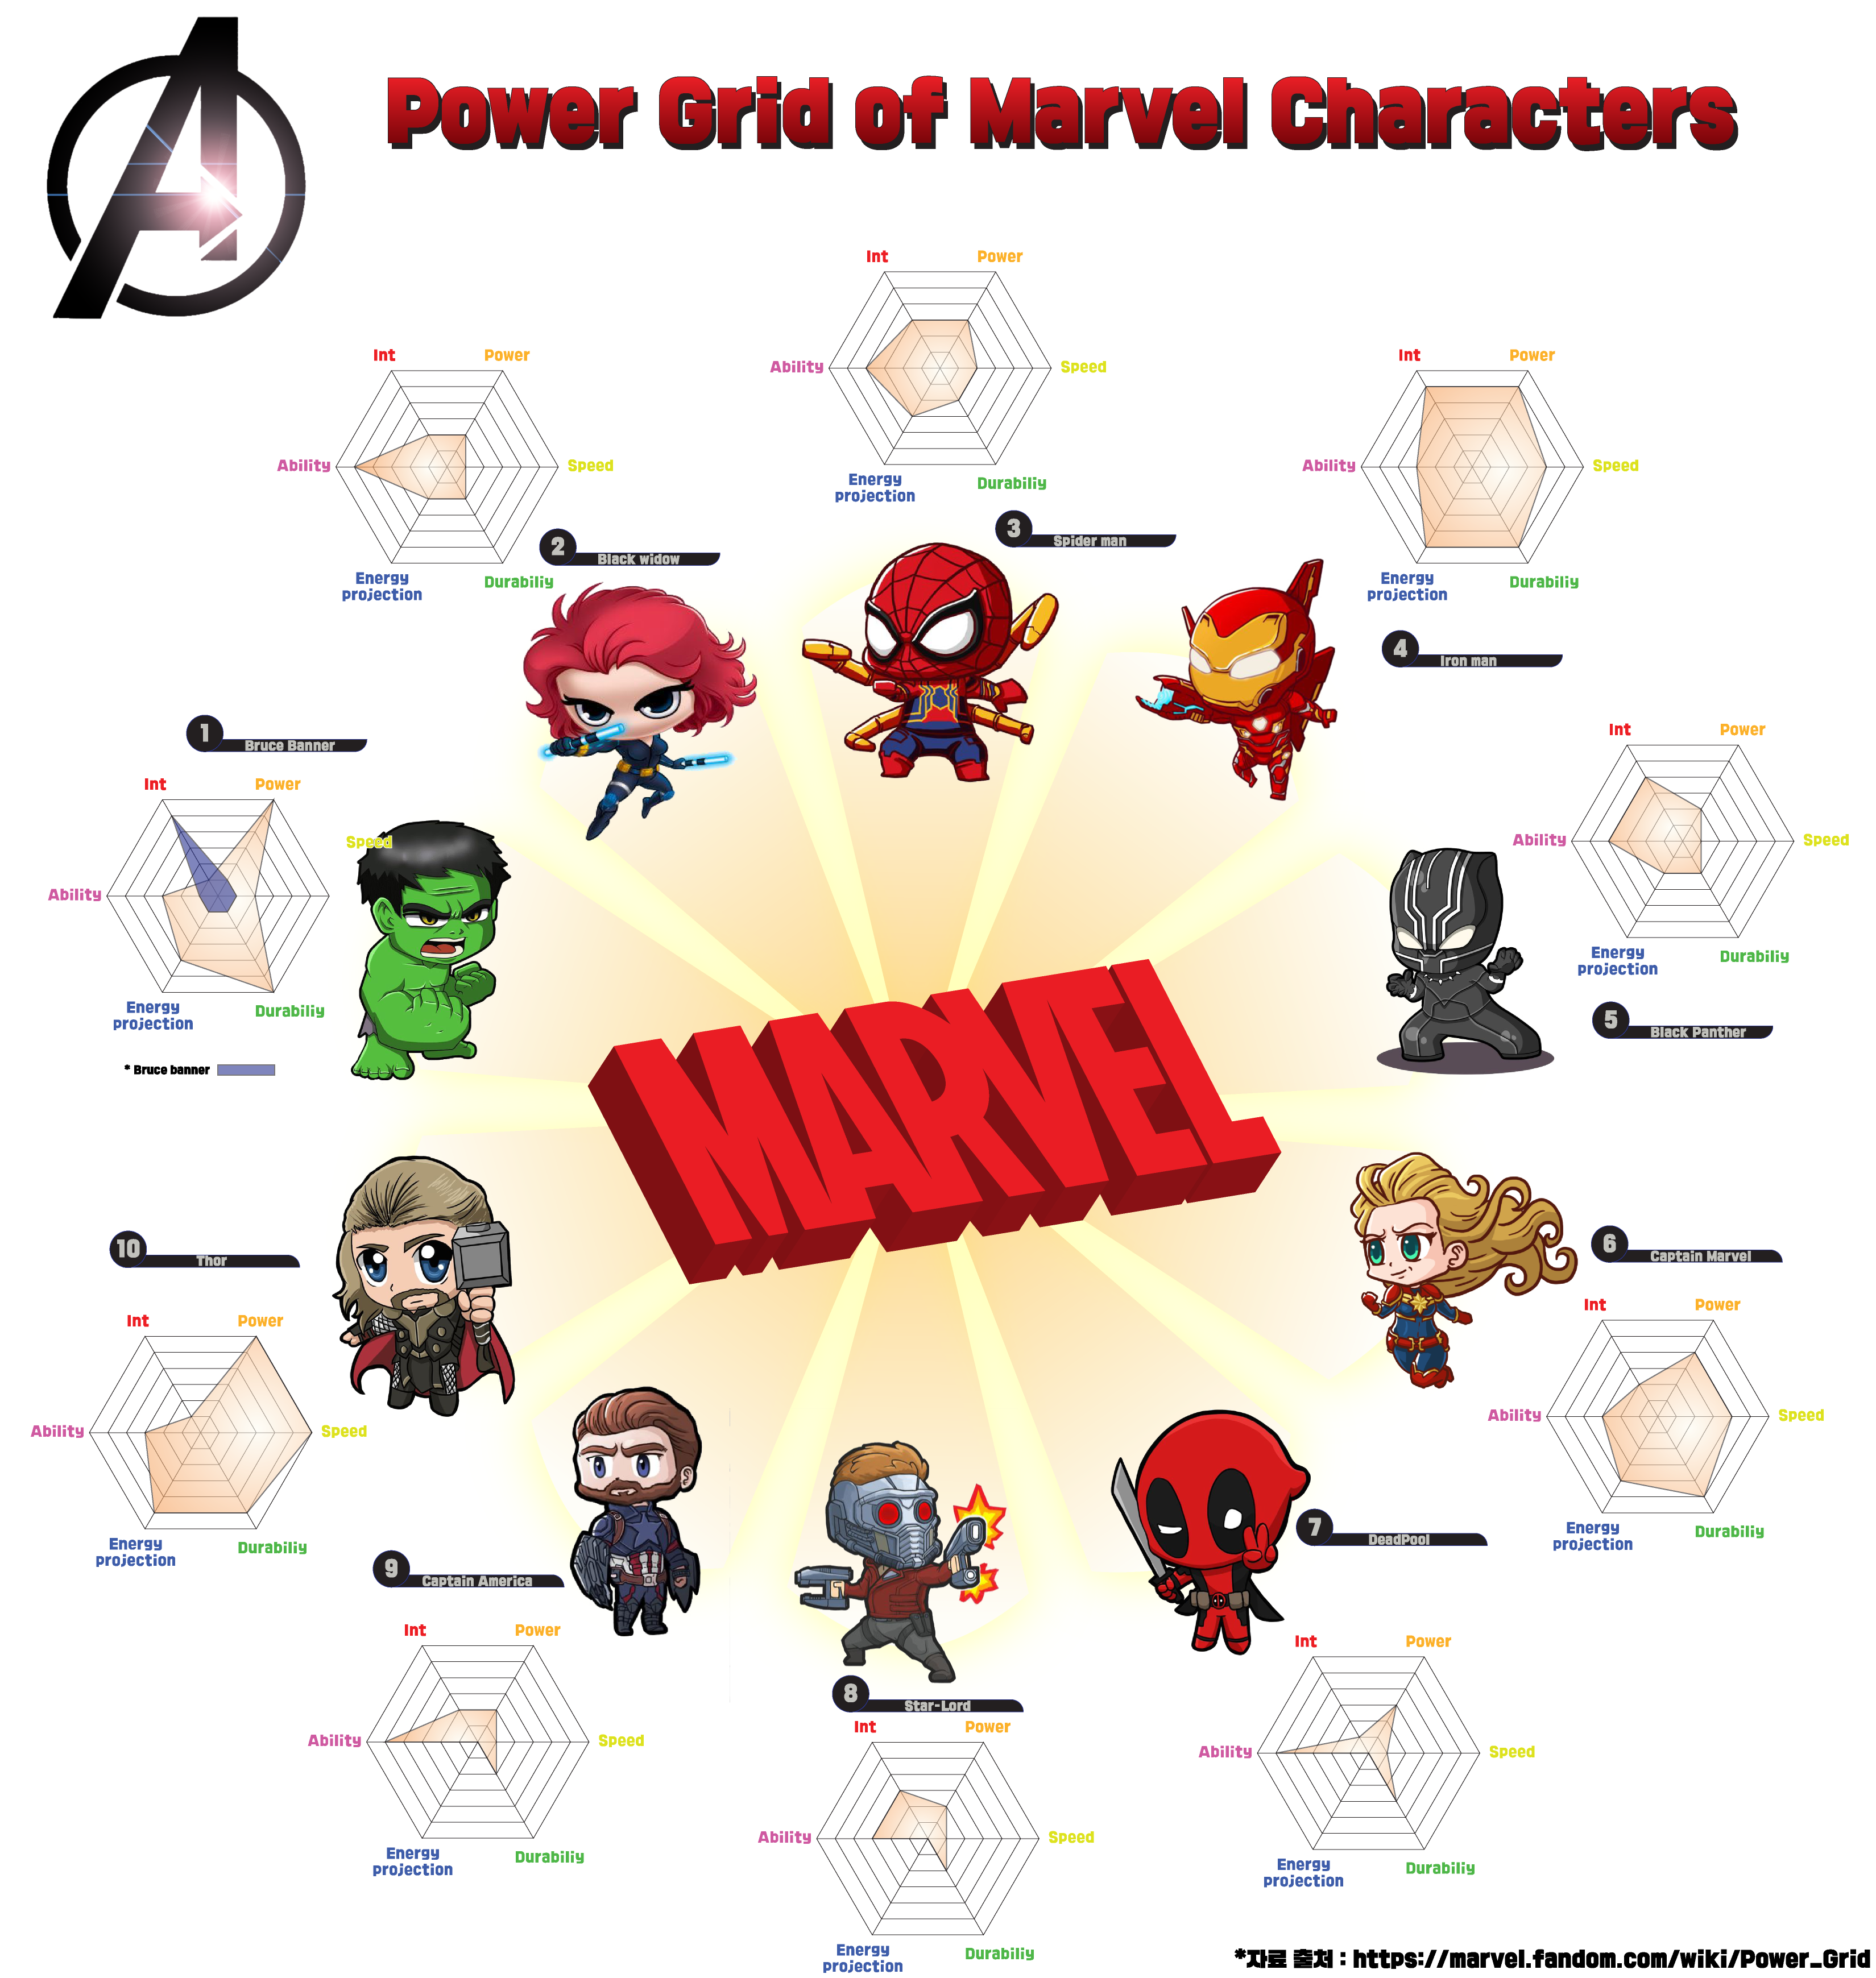 Power Grid of Marvel Characters
Int
Power
Ability
Speed
Energy
projection
Durabiliy
3
Spider man
Int
Power
Ability
Speed
Energy
projection
Durabiliy
2
Black widow
Int
Power
Ability
Speed
Energy
projection
Durabiliy
4
Iron man
1
Bruce Banner
Int
Power
Speed
Ability
Energy
projection
Durabiliy
* Bruce banner
Int
Power
Ability
Speed
Energy
projection
Durabiliy
5
Black Panther
MARVEL
10
Thor
Int
Power
Ability
Speed
Energy
projection
Durabiliy
6
Captain Marvel
Int
Power
Ability
Speed
Energy
projection
Durabiliy
9
Captain America
Int
Power
Ability
Speed
Energy
projection
Durabiliy
8
Star-Lord
Int
Power
Ability
Speed
Energy
projection
Durabiliy
7
DeadPool
Int
Power
Ability
Speed
Energy
projection
Durabiliy
*자료 출처 : https://marvel.fandom.com/wiki/Power_Grid